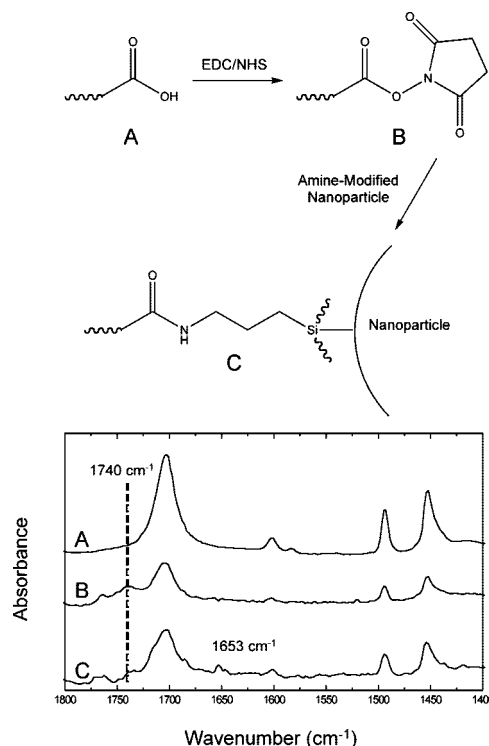 O
EDC/NHS
OH
A
O
O
N
O
O
B
Amine-Modified
Nanoparticle
O
N
H
Si
Nanoparticle
C
1740 cm-1
A
B
1653 cm-1
C
Absorbance
1800 1750 1700 1650 1600 1550 1500 1450 140
Wavenumber (cm-1)